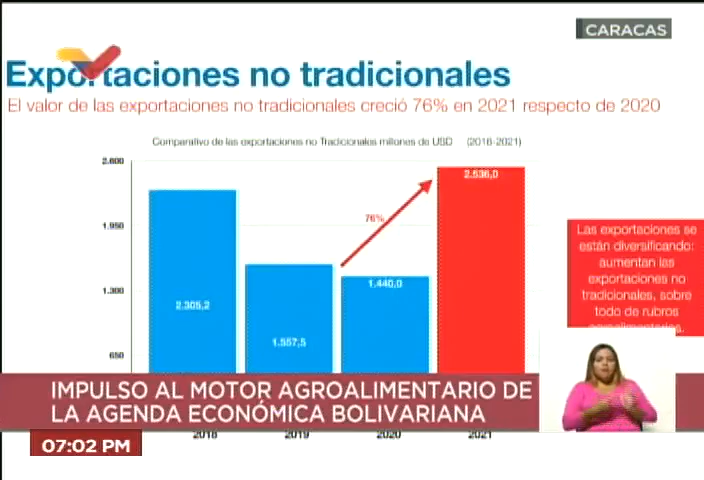 CARACAS
Exportaciones no tradicionales
El valor de las exportaciones no tradicionales creció 76% en 2021 respecto de 2020
Comparativo de las exportaciones no Tradicionales millones de USD (2018-2021)
2.600
1.950
1.300
650
2.305,2
1.557,5
1.440,0
2.536,0
76%
Las exportaciones se
están diversificando:
aumentan las
exportaciones no
tradicionales, sobre
todo de rubros
agroalimentarios.
IMPULSO AL MOTOR AGROALIMENTARIO DE
LA AGENDA ECONÓMICA BOLIVARIANA
2018
2019
2020
2021
07:02 PM